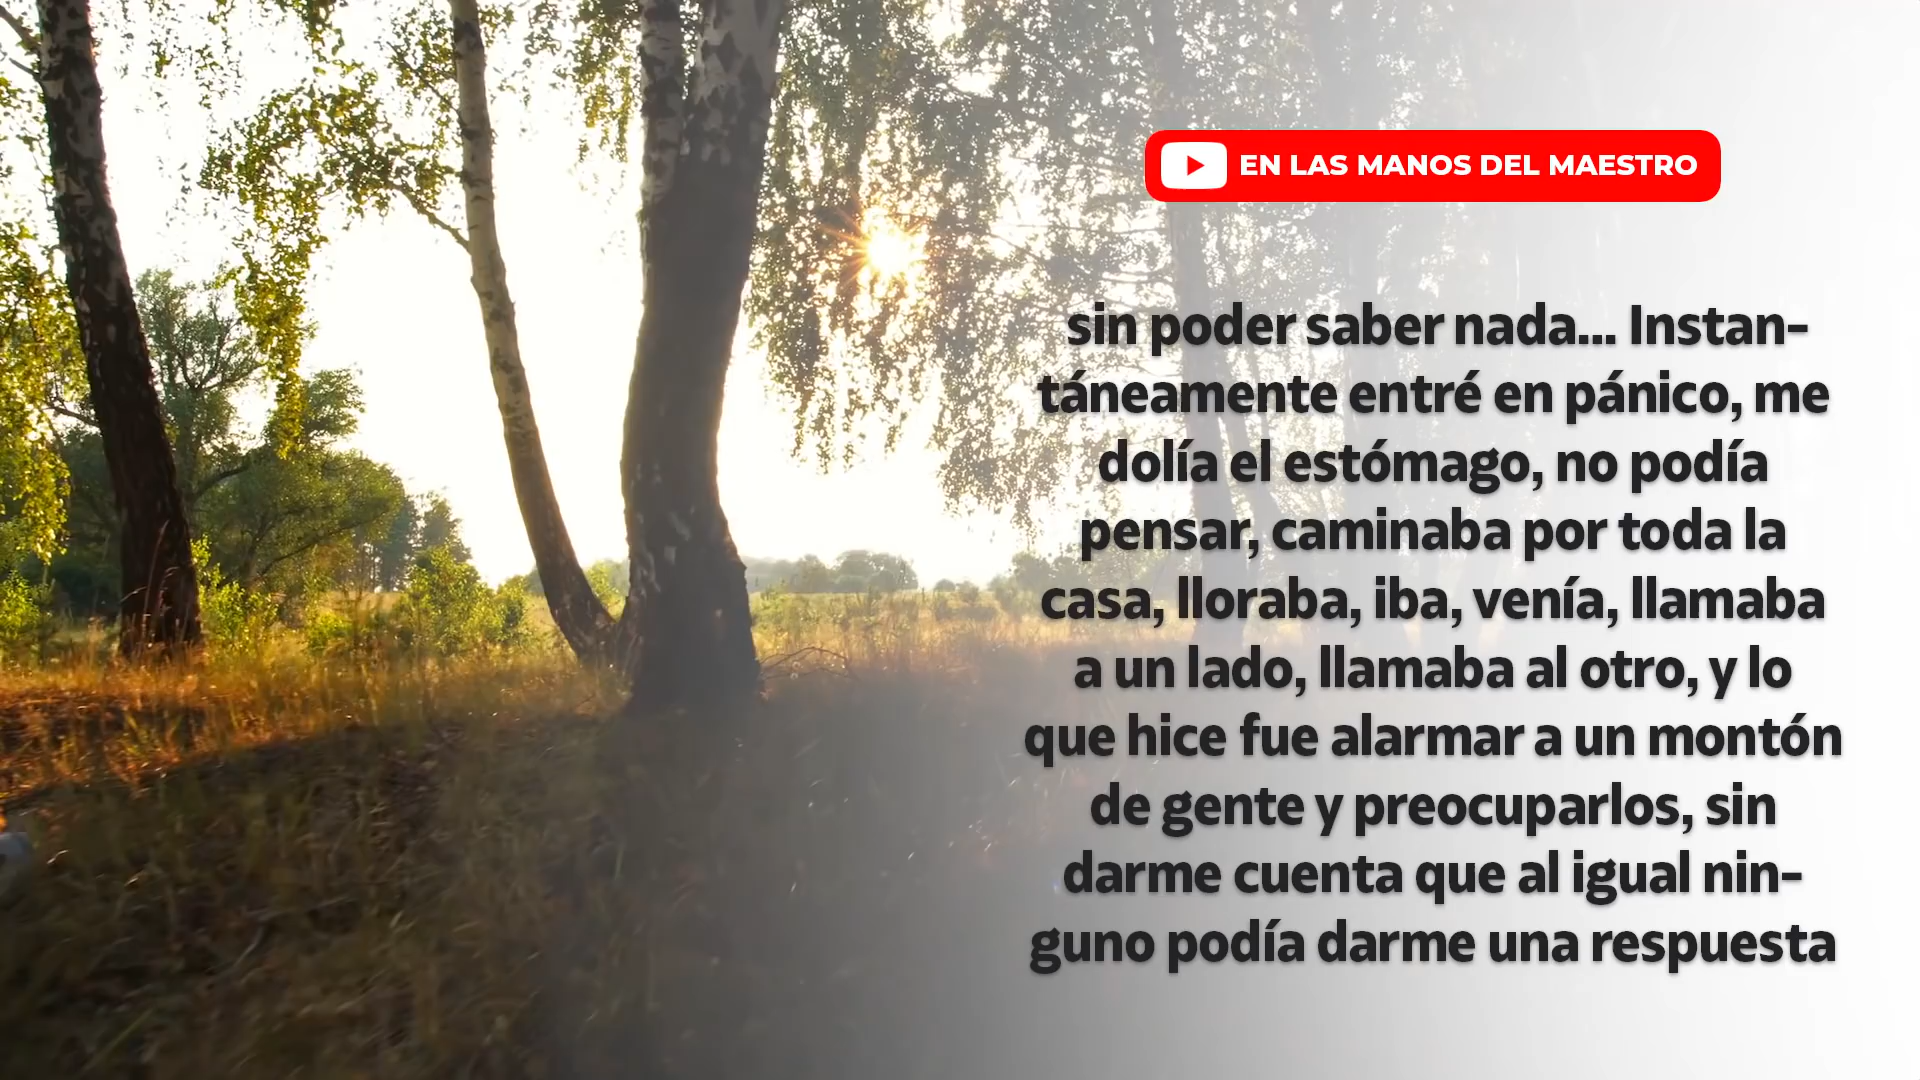 EN LAS MANOS DEL MAESTRO
sin poder saber nada... Instan-
táneamente entré en pánico, me
dolía el estómago, no podía
pensar, caminaba por toda la
casa, lloraba, iba, venía, llamaba
a un lado, llamaba al otro, y lo
que hice fue alarmar a un montón
de gente y preocuparlos, sin
darme cuenta que al igual nin-
guno podía darme una respuesta